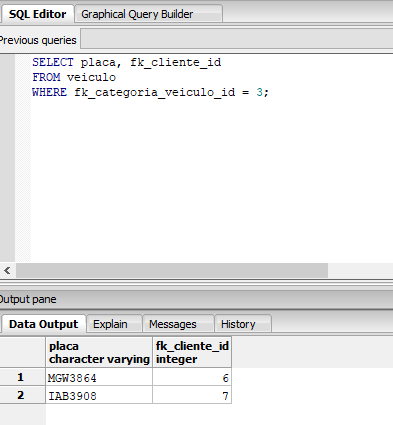 SQL Editor Graphical Query Builder
Previous queries
SELECT placa, fk_cliente_id
FROM veiculo
WHERE fk_categoria_veiculo_id = 3;
Output pane
Data Output Explain Messages History
placa fk_cliente_id
character varying integer
1 MGW3864 6
2 IAB3908 7